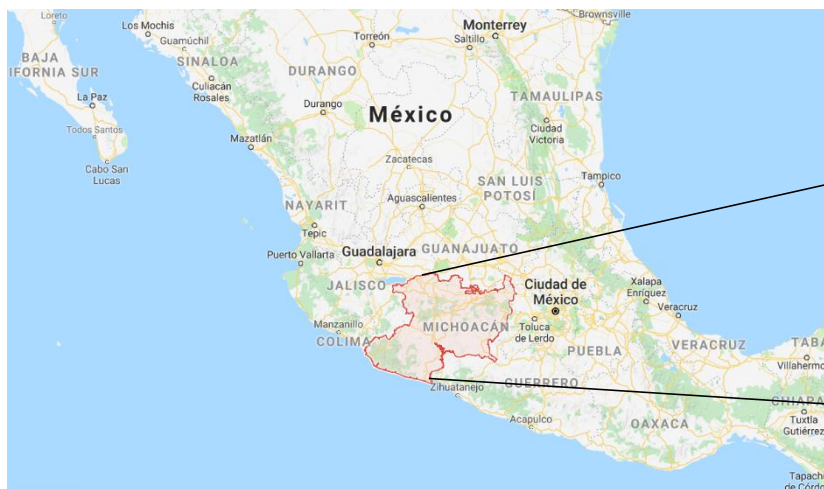 Loreto
Brownsville
Los Mochis
Monterrey
Guamúchil
Torreón
Saltillo
BAJA
IFORNIA SUR
SINALOA
DURANGO
Culiacán
Rosales
TAMAULIPAS
La Paz
Durango
México
Ciudad
Victoria
Todos Santos
Mazatlán
Zacatecas
Cabo San
Lucas
SAN LUIS
POTOSÍ
Tampico
Aguascalientes
NAYARIT
Tepic
Puerto Vallarta
Guadalajara
GUANAJUATO
JALISCO
Ciudad de
México
Xalapa
Enríquez
Veracruz
Manzanillo
COLIMA
MICHOACÁN
Toluca
de Lerdo
PUEBLA
VERACRUZ
TABA
Villahermo
Zihuatanejo
GUERRERO
CHIAPA
Acapulco
OAXACA
Tuxtla
Gutiérrez
Tapach
de Córdo